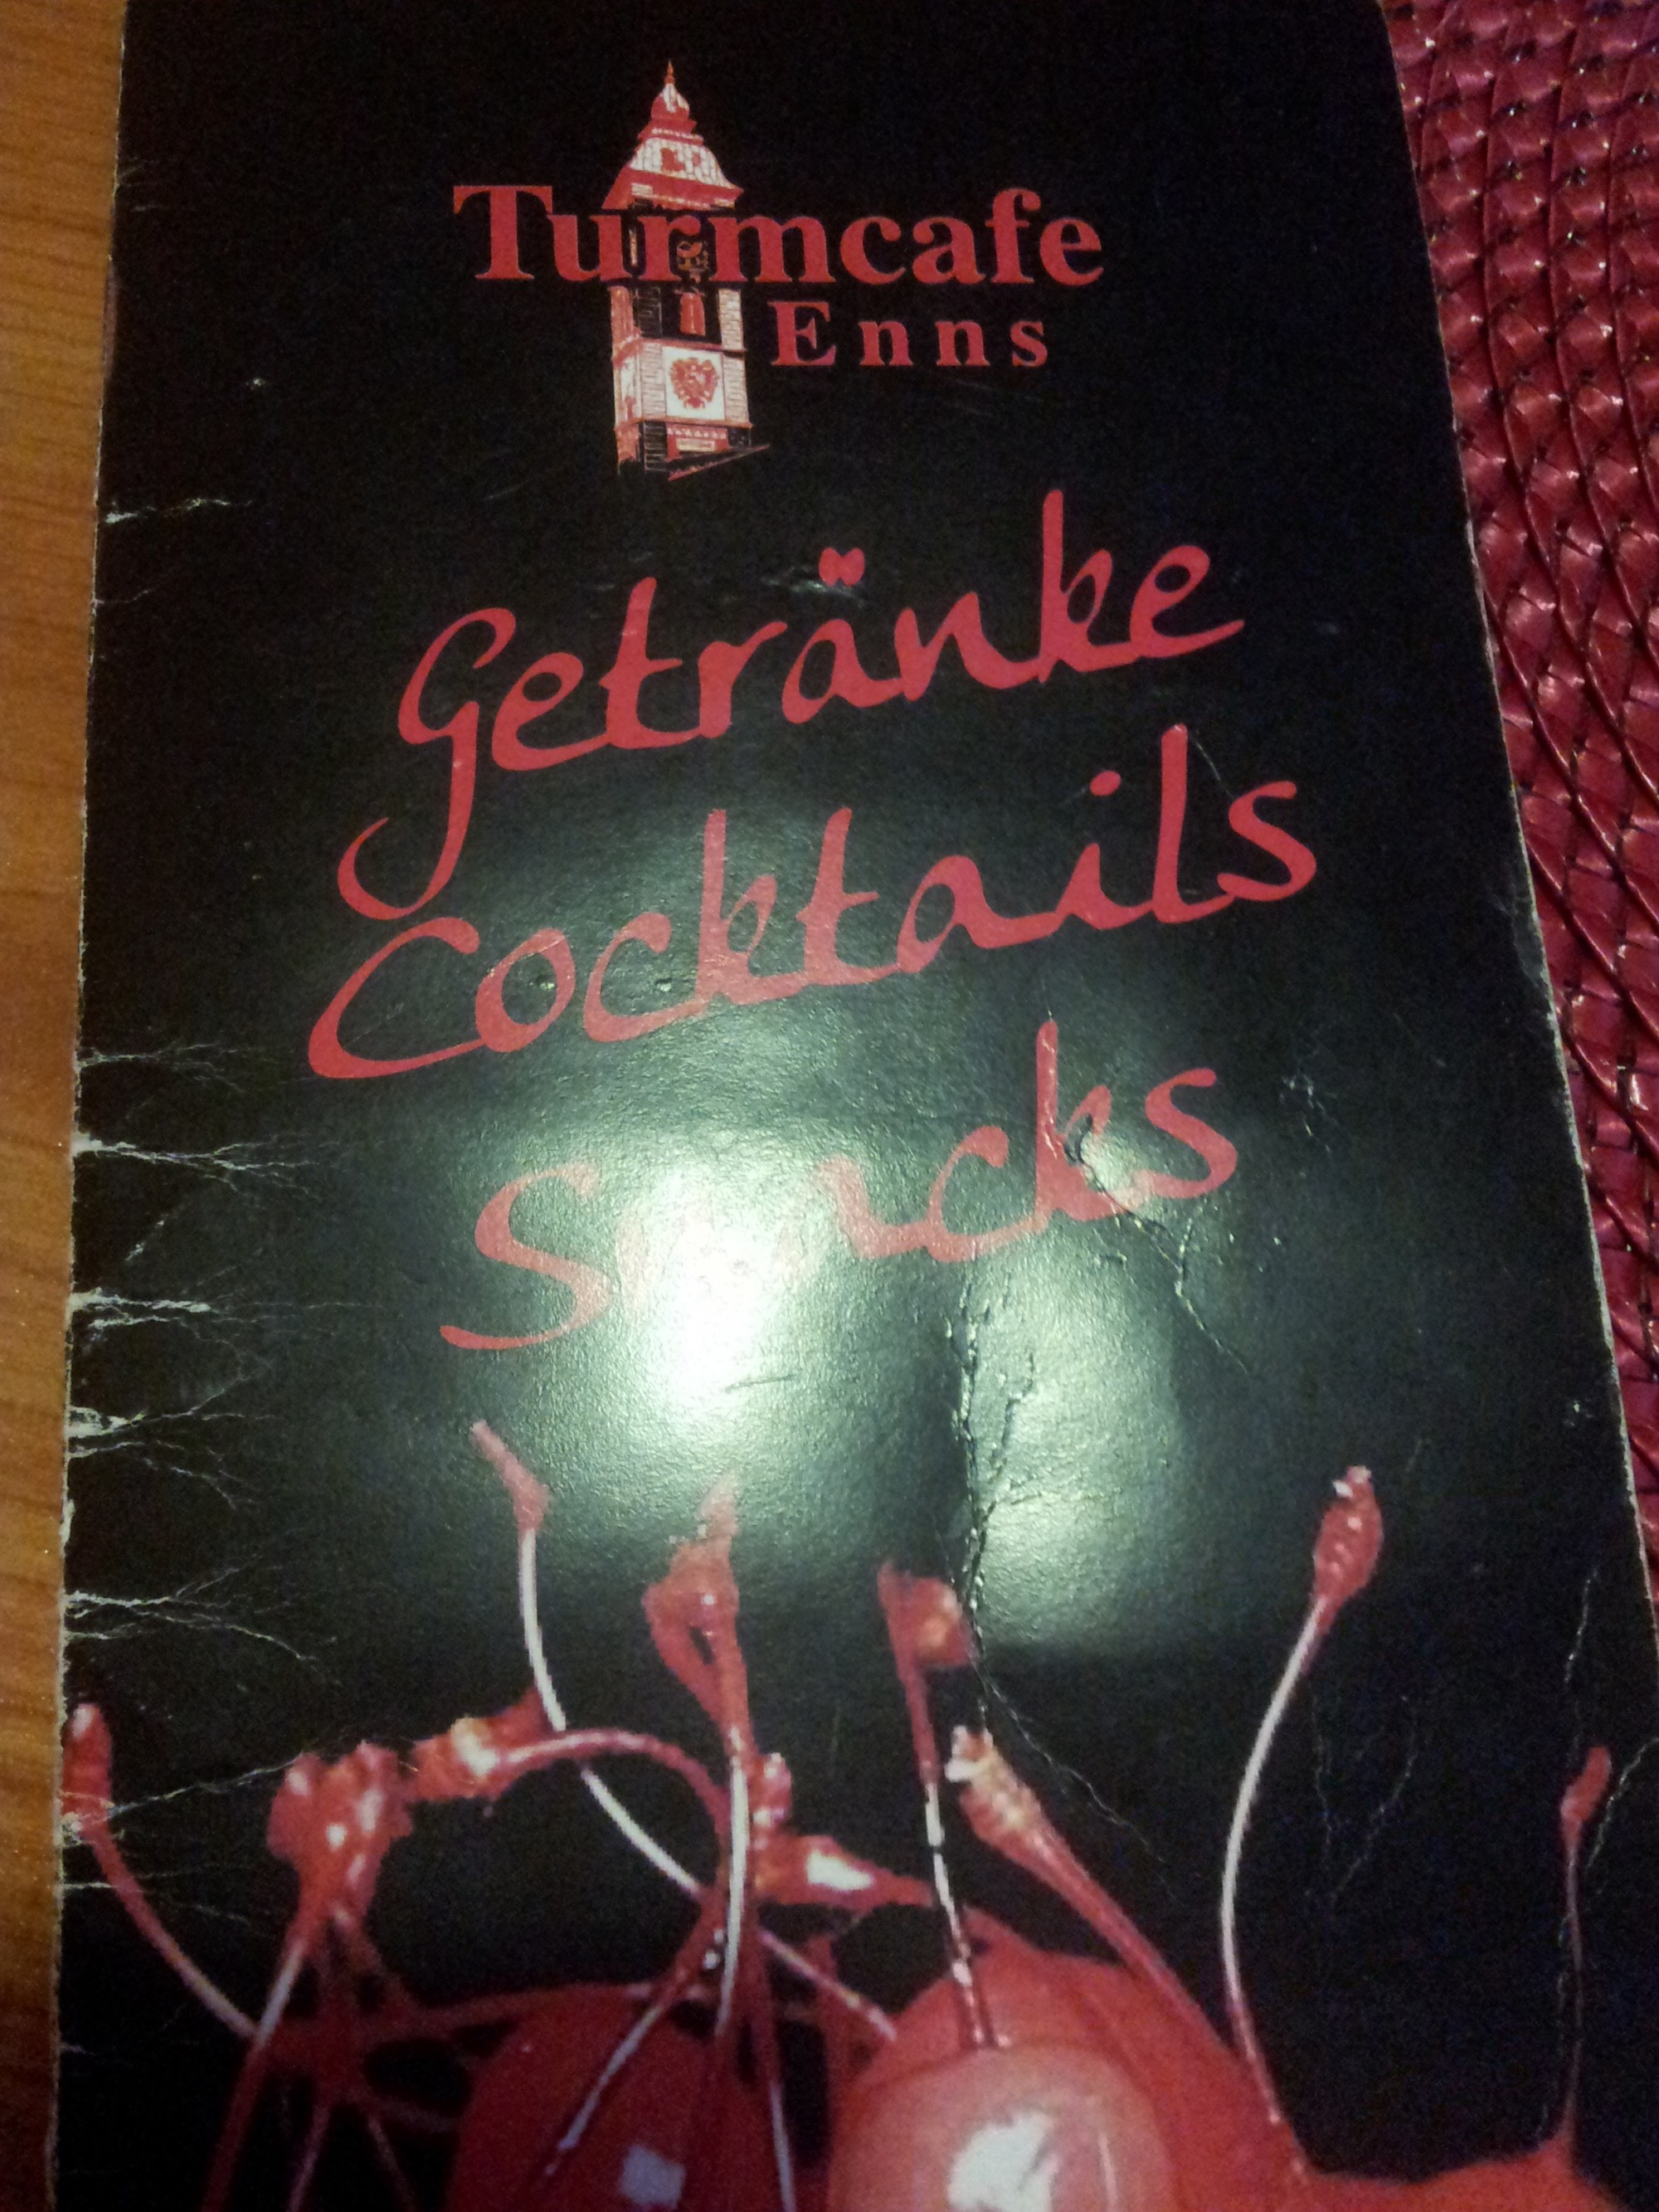 Turmcafe
Enns
Getränke
Cocktails
Snacks